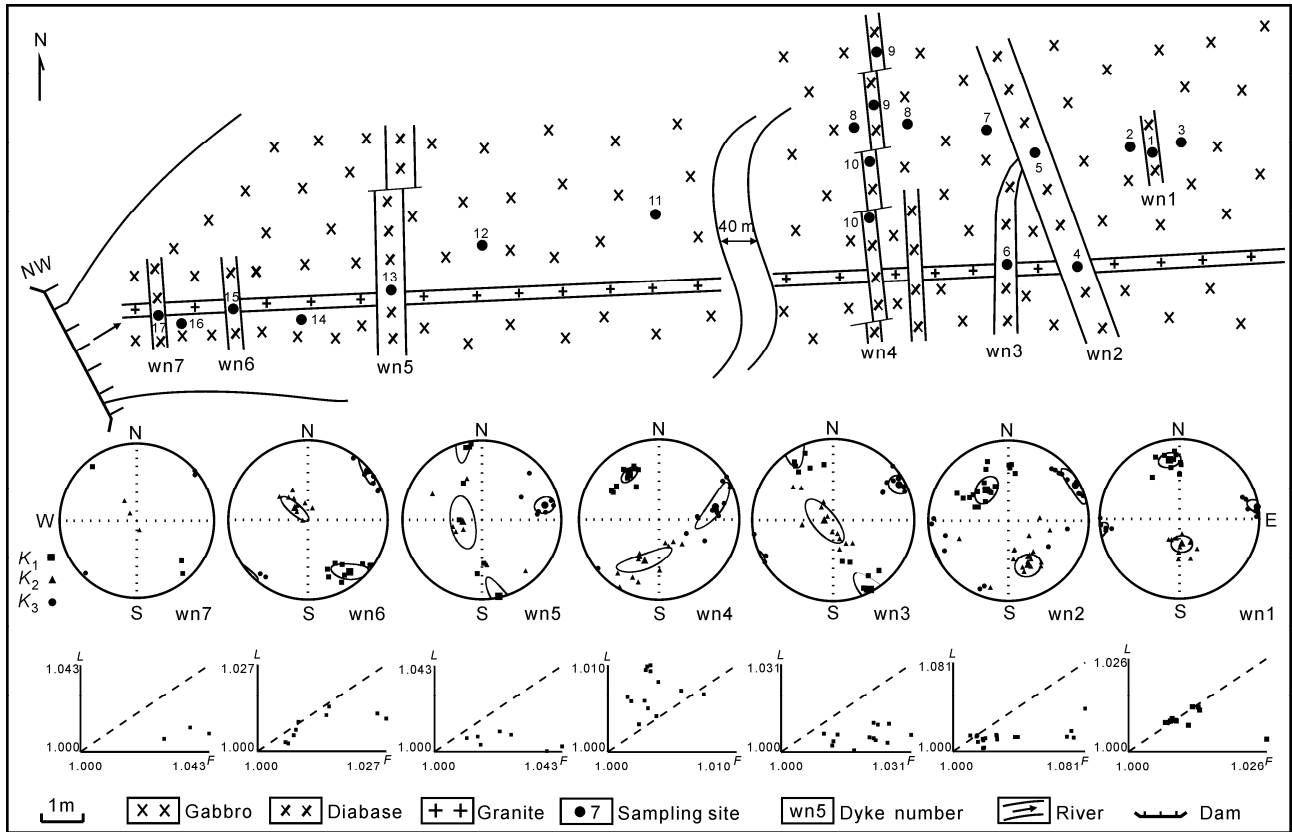 N
9
9
8
8
7
2
1
3
5
10
wn1
11
10
40 m
12
6
4
13
15
NW
14
17
16
wn7
wn6
wn5
wn4
wn3
wn2
N
N
N
N
N
N
N
W
E
K1
K2
K3
S
S
S
S
S
S
S
wn7
wn6
wn5
wn4
wn3
wn2
wn1
L
L
L
L
L
L
L
1.043
1.027
1.043
1.010
1.031
1.081
1.026
1.000
1.000
1.000
1.000
1.000
1.000
1.000
F
F
F
F
F
F
F
1.000
1.043
1.000
1.027
1.000
1.043
1.000
1.010
1.000
1.031
1.000
1.081
1.000
1.026
1m
Gabbro
Diabase
Granite
7 Sampling site
wn5 Dyke number
River
Dam